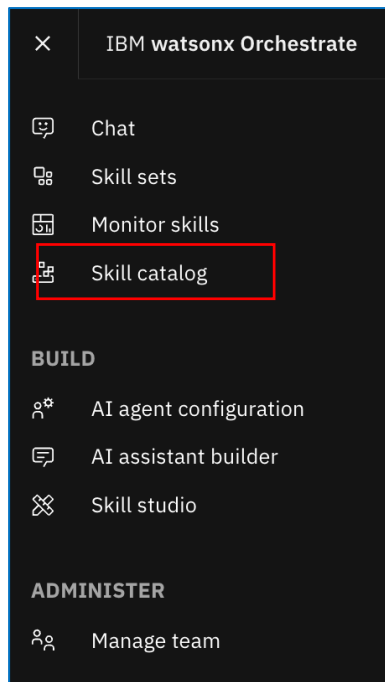 IBM watsonx Orchestrate
Chat
Skill sets
Monitor skills
Skill catalog
BUILD
AI agent configuration
AI assistant builder
Skill studio
ADMINISTER
Manage team